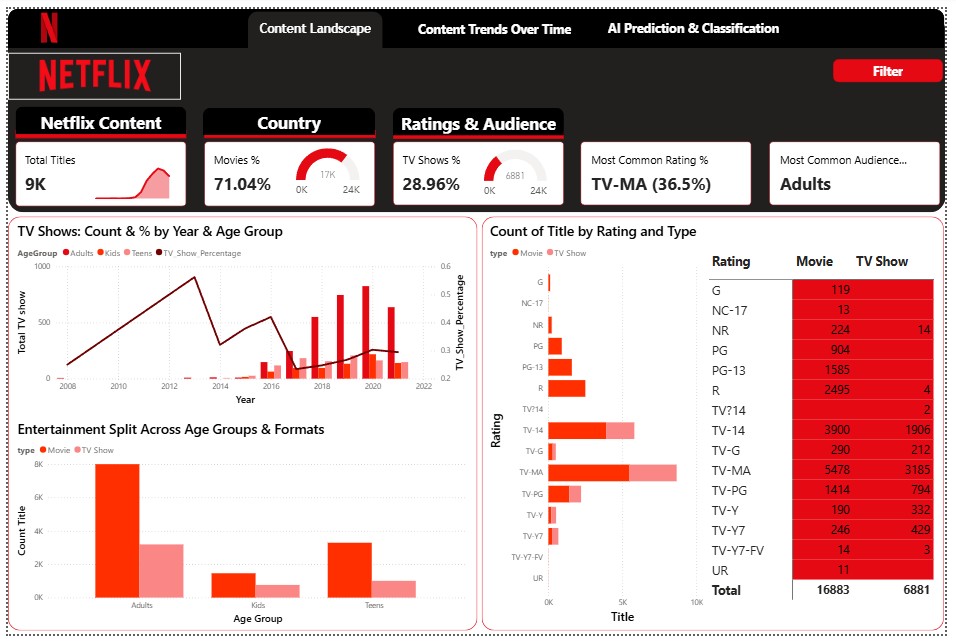 N
Content Landscape
Content Trends Over Time
AI Prediction & Classification
NETFLIX
Filter
Netflix Content
Country
Ratings & Audience
Total Titles
9K
Movies %
71.04%
17K
0K
24K
TV Shows %
28.96%
6881
0K
24K
Most Common Rating %
TV-MA (36.5%)
Most Common Audience...
Adults
TV Shows: Count & % by Year & Age Group
AgeGroup Adults Kids Teens TV_Show_Percentage
Total TV show
1000
500
0
0.6
0.5
0.4
0.3
0.2
TV_Show_Percentage
2008 2010 2012 2014 2016 2018 2020 2022
Year
Entertainment Split Across Age Groups & Formats
type Movie TV Show
Count Title
8K
6K
4K
2K
0K
Adults Kids Teens
Age Group
Count of Title by Rating and Type
type Movie TV Show
Rating
G
NC-17
NR
PG
PG-13
R
TV?14
TV-14
TV-G
TV-MA
TV-PG
TV-Y
TV-Y7
TV-Y7-FV
UR
0K 5K 10K
Title
Rating Movie TV Show
G 119
NC-17 13
NR 224 14
PG 904
PG-13 1585
R 2495 4
TV?14 2
TV-14 3900 1906
TV-G 290 212
TV-MA 5478 3185
TV-PG 1414 794
TV-Y 190 332
TV-Y7 246 429
TV-Y7-FV 14 3
UR 11
Total 16883 6881